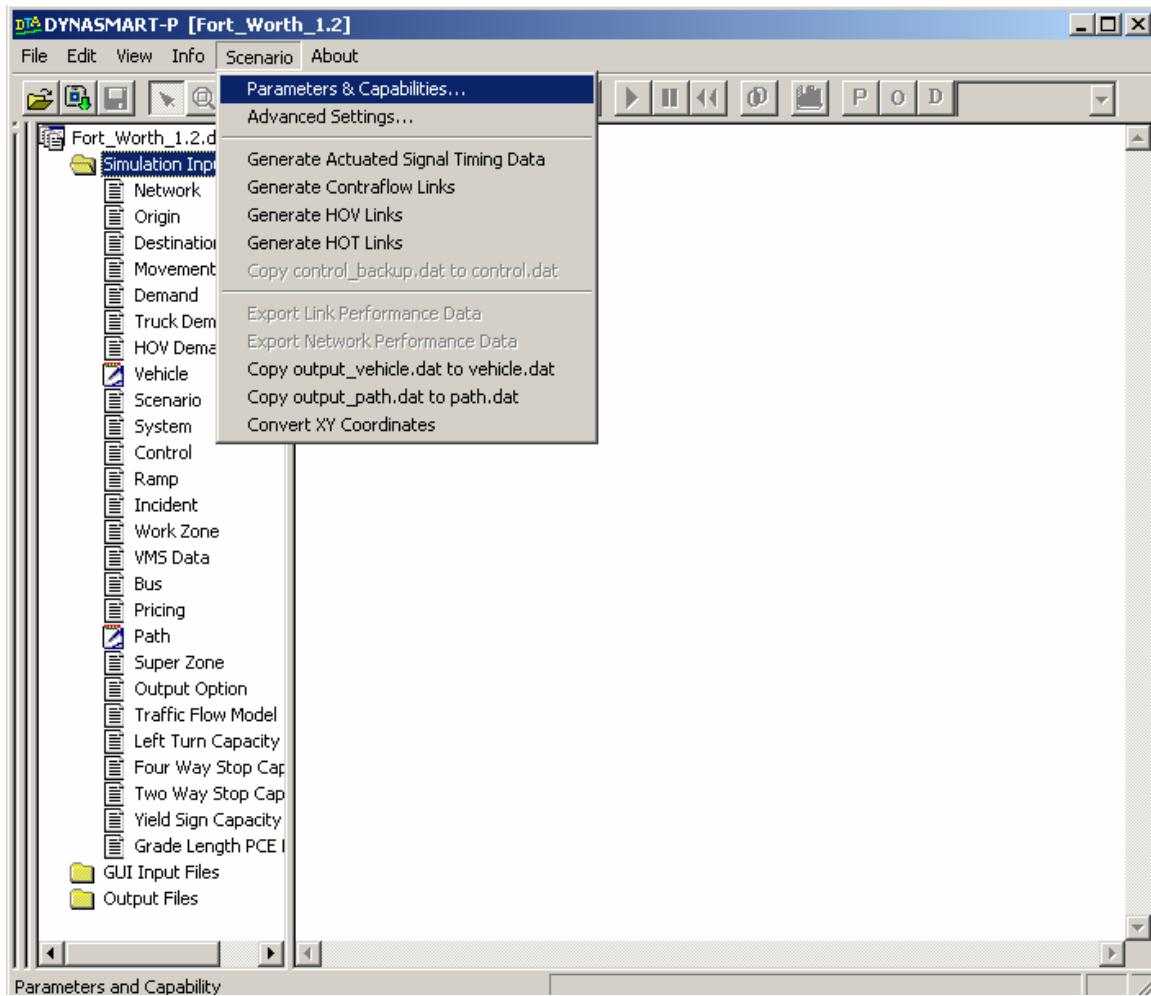 DTA DYNASMART-P [Fort_Worth_1.2]
File Edit View Info Scenario About
P O D
Parameters & Capabilities...
Advanced Settings...
Generate Actuated Signal Timing Data
Generate Contraflow Links
Generate HOV Links
Generate HOT Links
Copy control_backup.dat to control.dat
Export Link Performance Data
Export Network Performance Data
Copy output_vehicle.dat to vehicle.dat
Copy output_path.dat to path.dat
Convert XY Coordinates
Fort_Worth_1.2.d
Simulation Inpu
Network
Origin
Destination
Movement
Demand
Truck Dem
HOV Dema
Vehicle
Scenario
System
Control
Ramp
Incident
Work Zone
VMS Data
Bus
Pricing
Path
Super Zone
Output Option
Traffic Flow Model
Left Turn Capacity
Four Way Stop Cap
Two Way Stop Cap
Yield Sign Capacity
Grade Length PCE
GUI Input Files
Output Files
Parameters and Capability